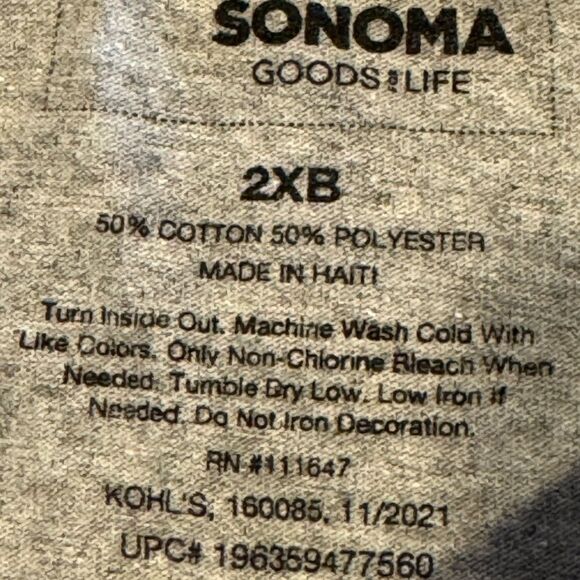 SONOMA
GOODS FOR LIFE
2XB
50% COTTON 50% POLYESTER
MADE IN HAITI
Turn Inside Out. Machine Wash Cold With
Like Colors. Only Non-Chlorine Bleach When
Needed. Tumble Dry Low. Low Iron if
Needed. Do Not Iron Decoration.
RN #111647
KOHL'S, 160085, 11/2021
UPC# 196359477560